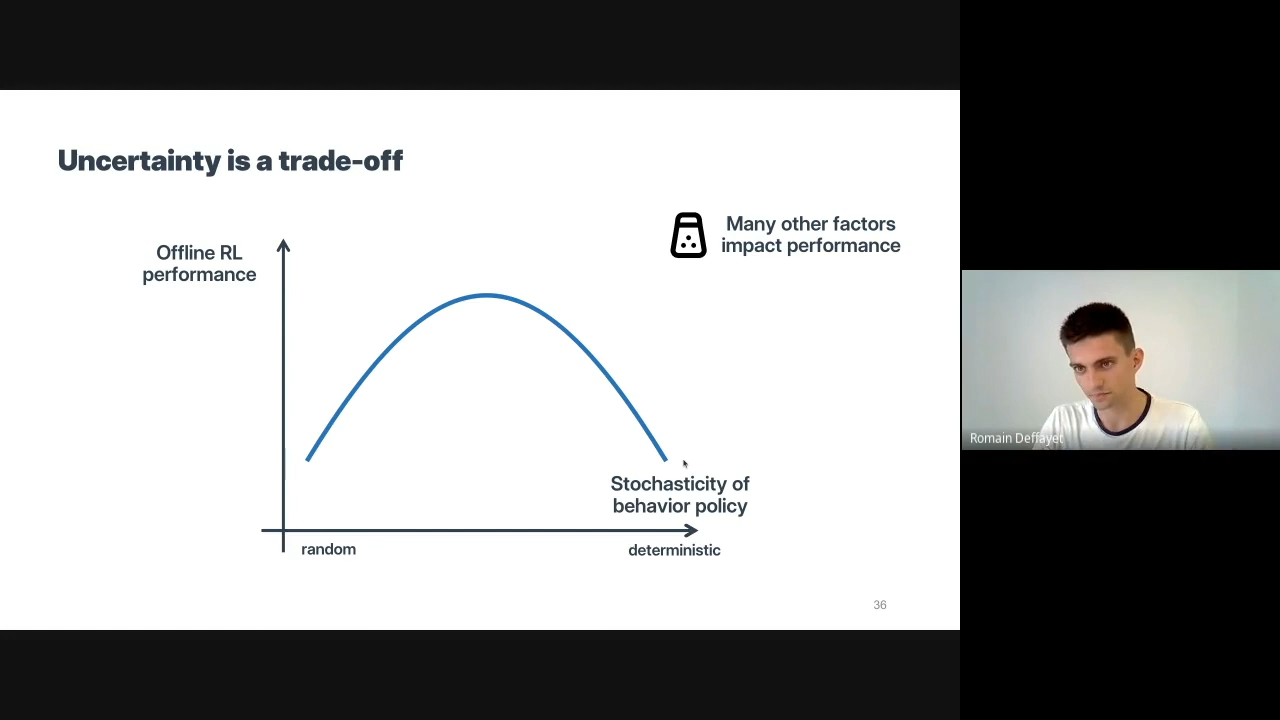 Uncertainty is a trade-off
Many other factors
impact performance
Offline RL
performance
Stochasticity of
behavior policy
random
deterministic
36
Romain Deffayet